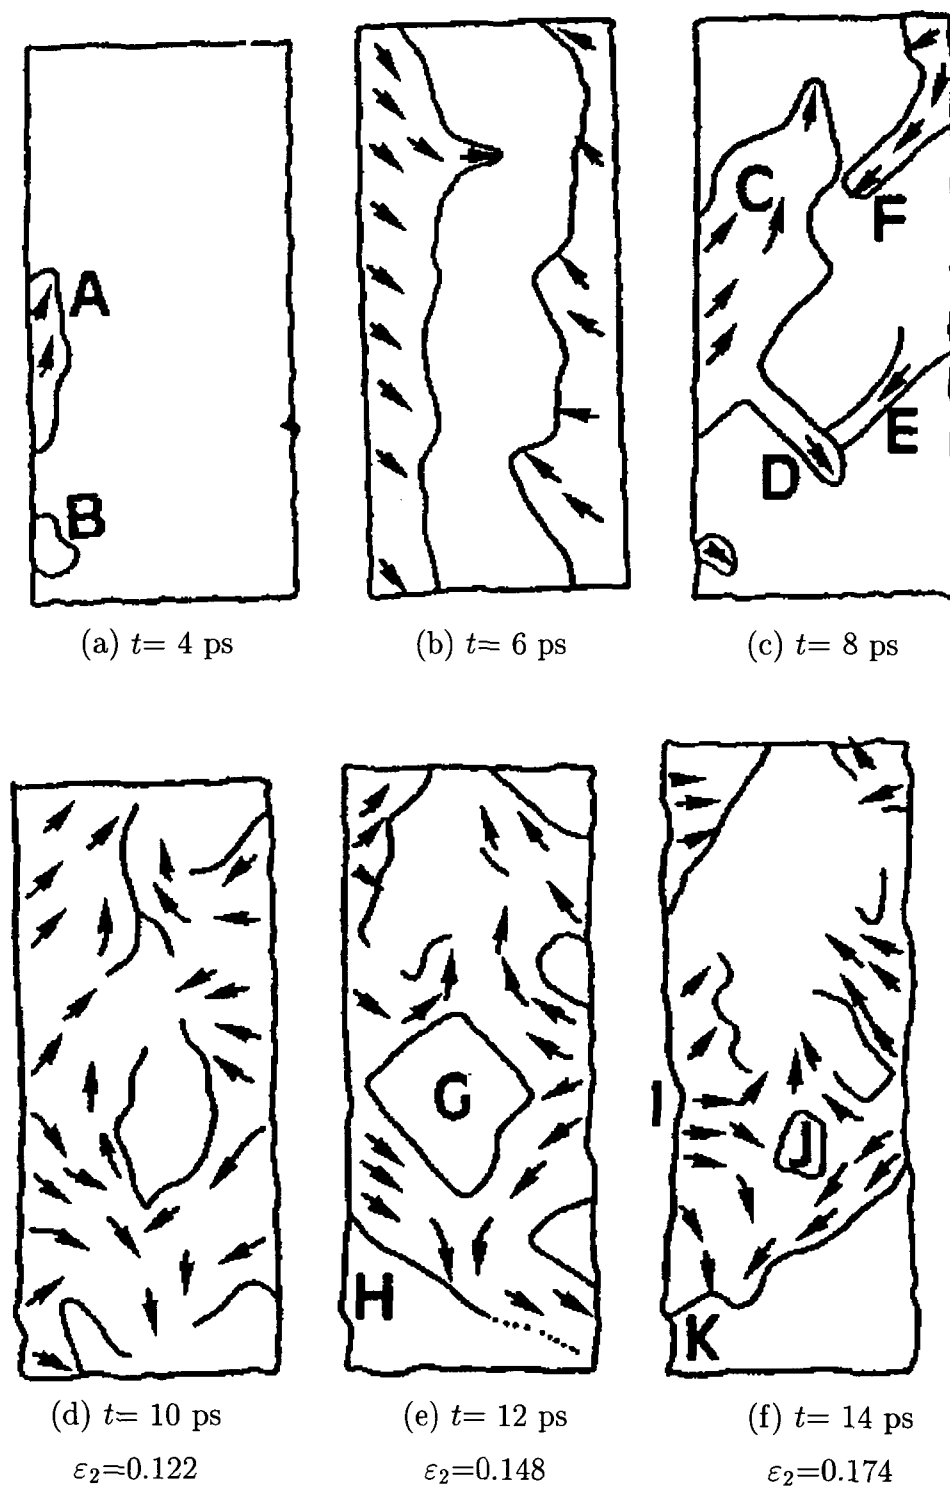 A
B
C
F
E
D
(a) t= 4 ps
(b) t= 6 ps
(c) t= 8 ps
G
H
I
J
K
(d) t= 10 ps
(e) t= 12 ps
(f) t= 14 ps
ε₂=0.122
ε₂=0.148
ε₂=0.174